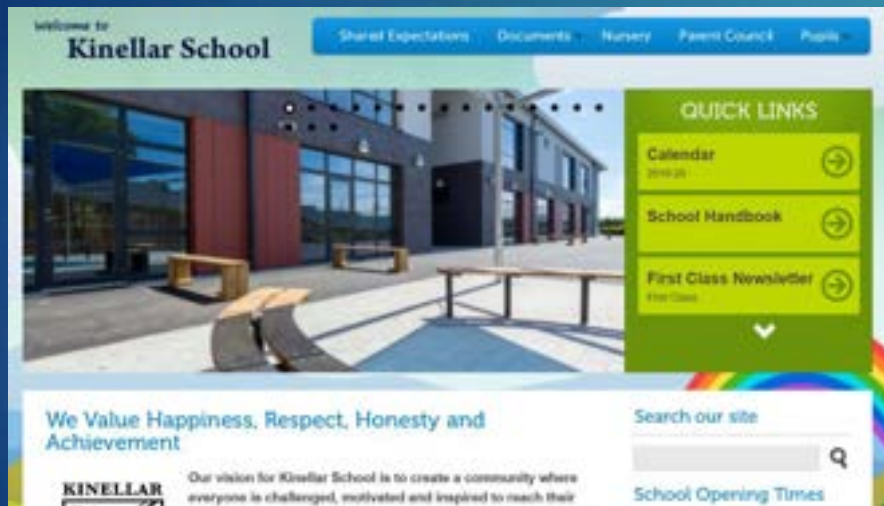 Welcome to
Kinellar School
Shared Expectations Documents Nursery Parent Council Pupils
QUICK LINKS
Calendar
2019-20
School Handbook
First Class Newsletter
First Class
We Value Happiness, Respect, Honesty and
Achievement
Search our site
KINELLAR
Our vision for Kinellar School is to create a community where
everyone is challenged, motivated and inspired to reach their
School Opening Times